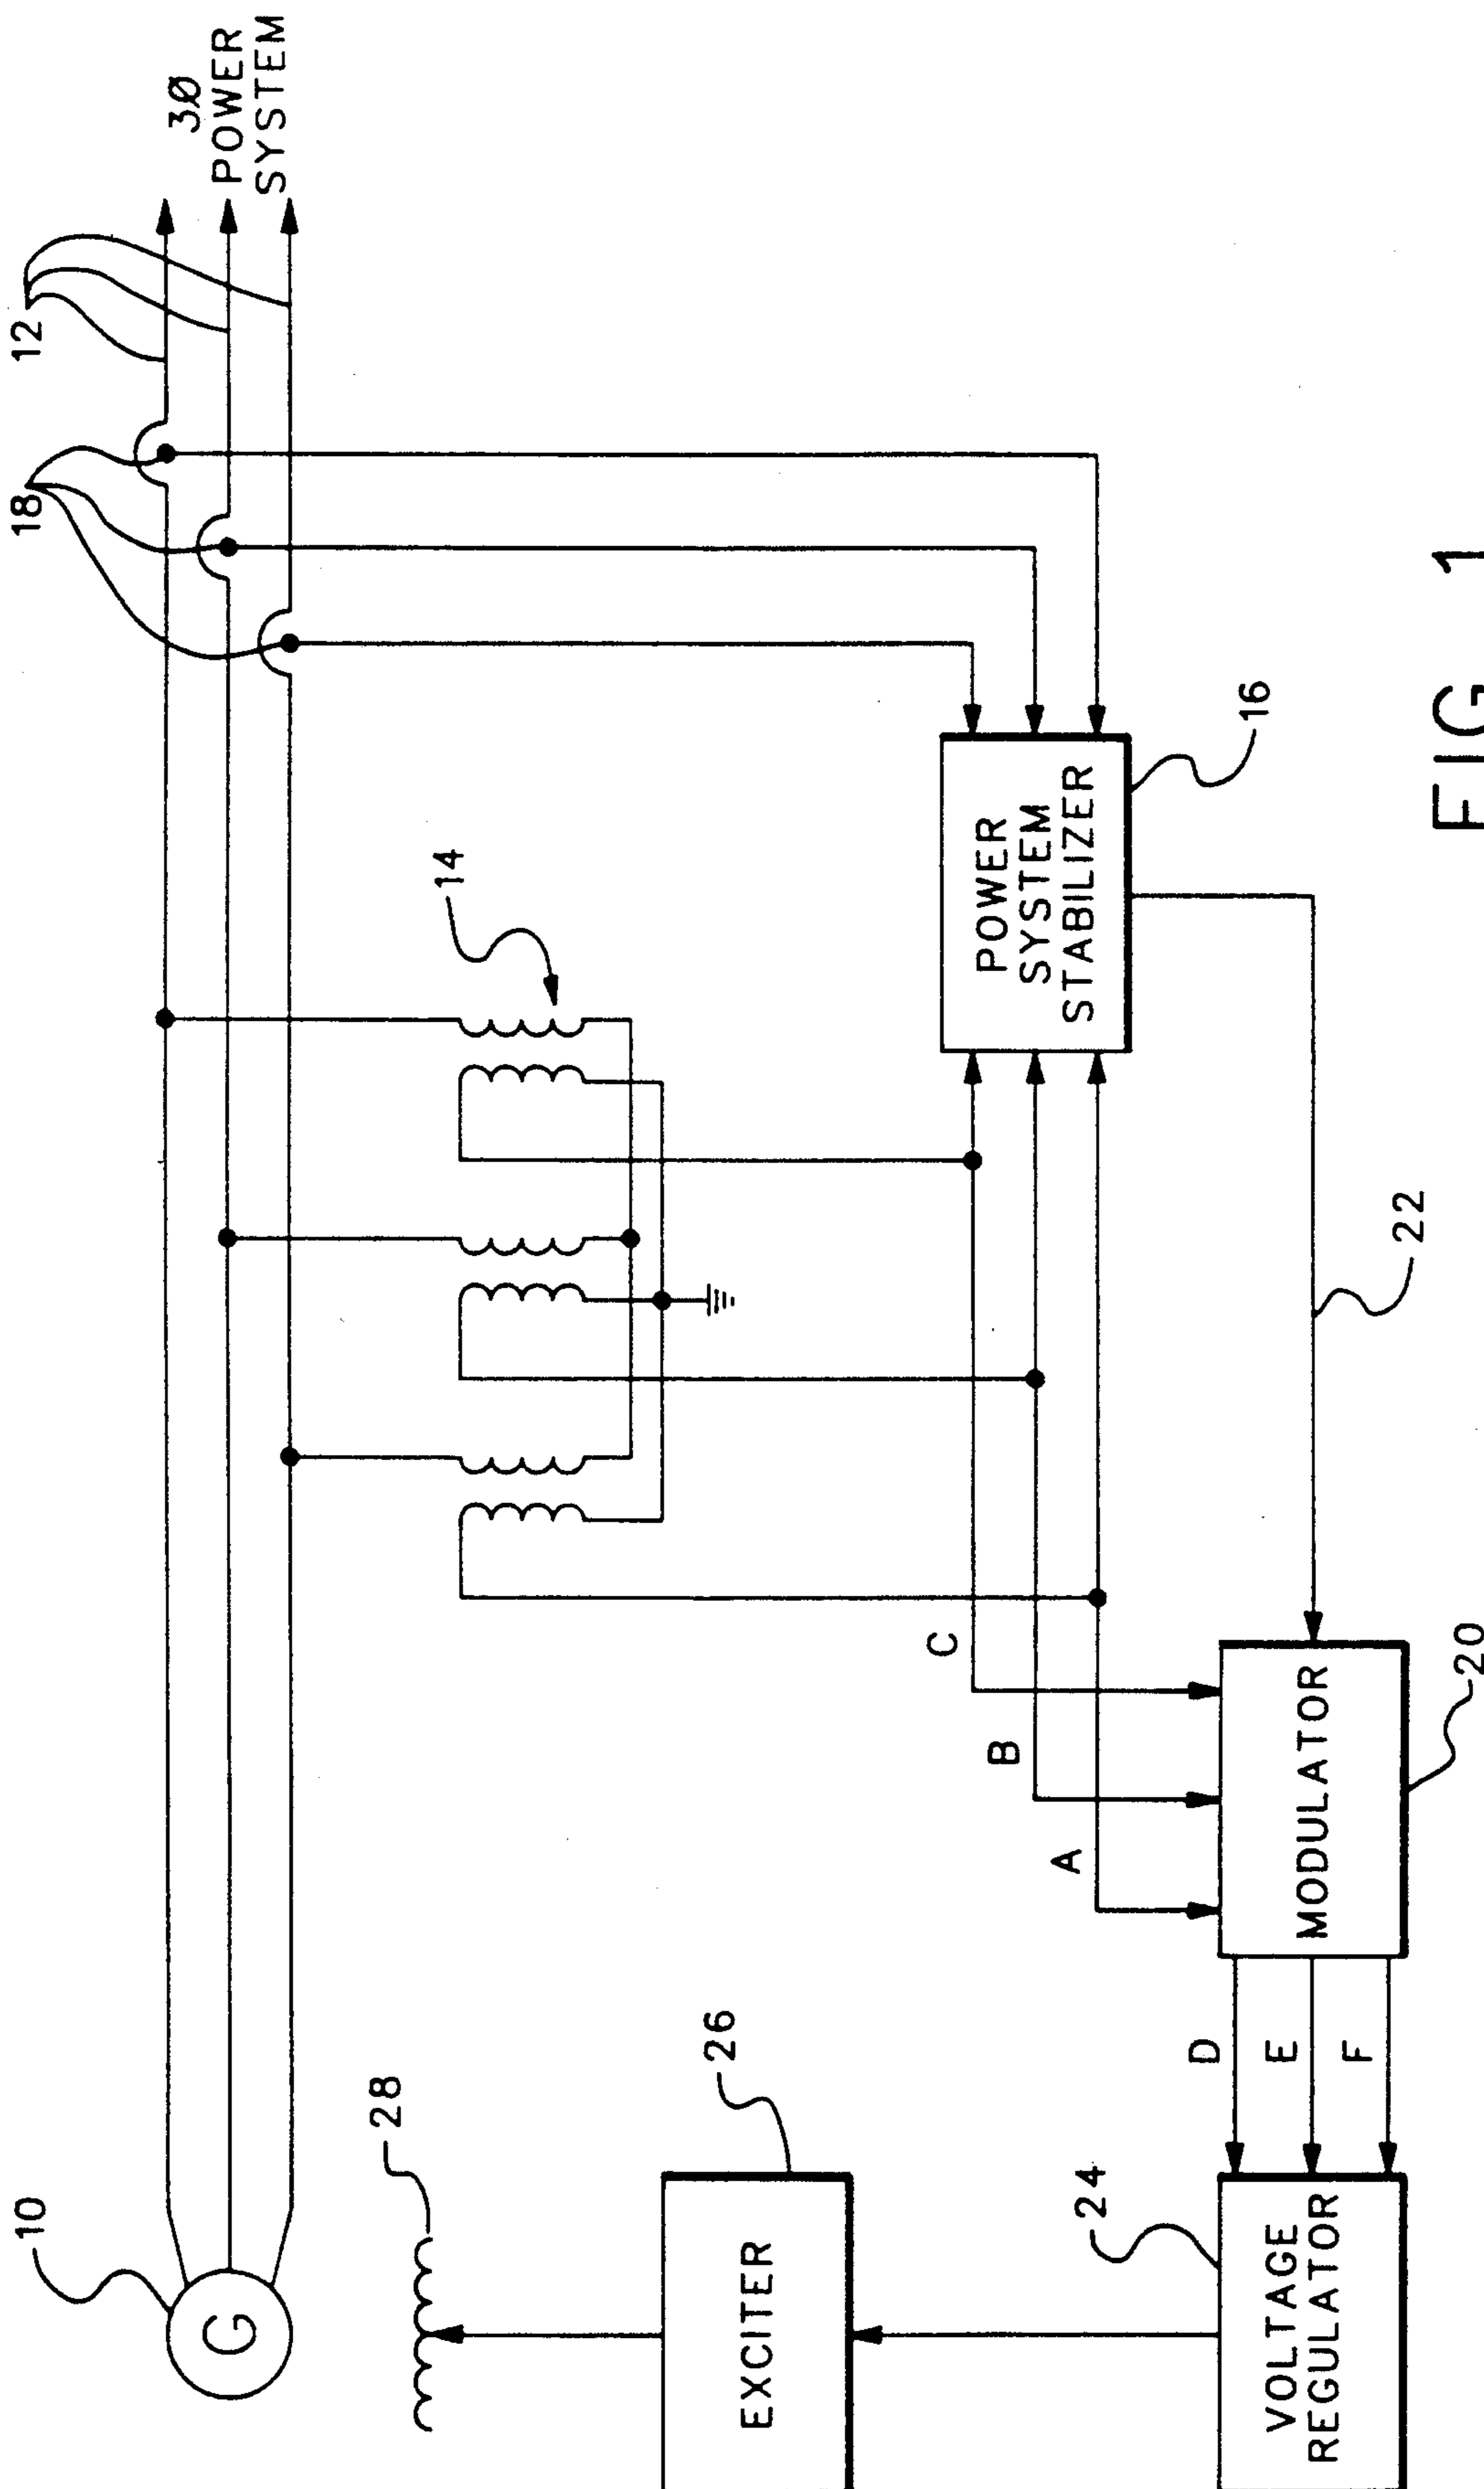 12
3Ø
POWER
SYSTEM
18
14
POWER
SYSTEM
STABILIZER
16
22
C
B
A
MODULATOR
20
D
E
F
10
G
28
EXCITER
26
24
VOLTAGE
REGULATOR
FIG 1